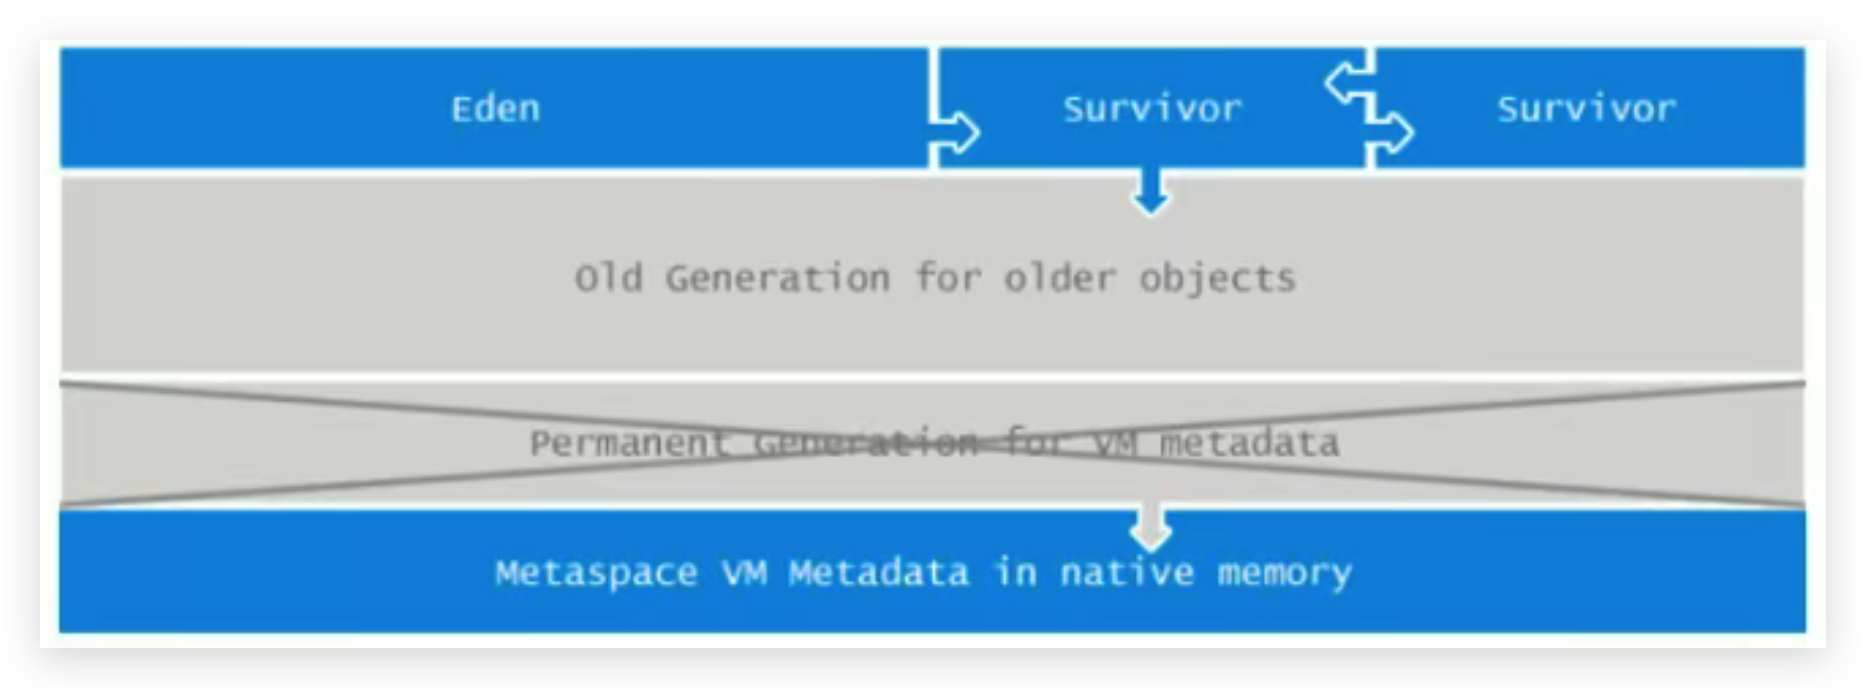 Eden
Survivor
Survivor
Old Generation for older objects
Permanent Generation for VM metadata
Metaspace VM Metadata in native memory